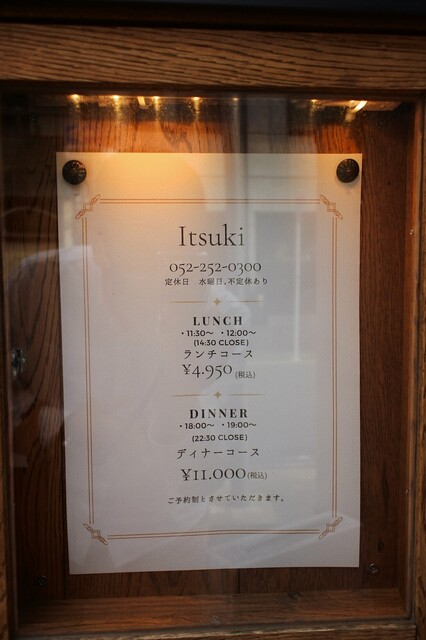 Itsuki
052-252-0300
定休日 水曜日,不定休あり
LUNCH
・11:30～ ・12:00～
(14:30 CLOSE)
ランチコース
¥4.950 (税込)
DINNER
・18:00～ ・19:00～
(22:30 CLOSE)
ディナーコース
¥11.000 (税込)
ご予約制とさせていただきます。